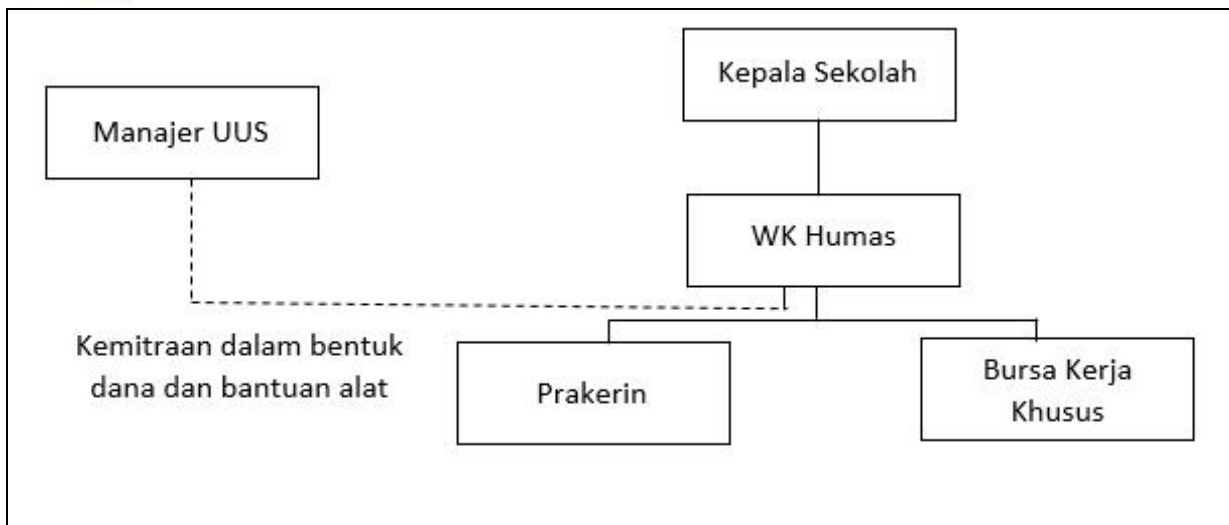 Kepala Sekolah
Manajer UUS
WK Humas
Kemitraan dalam bentuk
dana dan bantuan alat
Prakerin
Bursa Kerja
Khusus